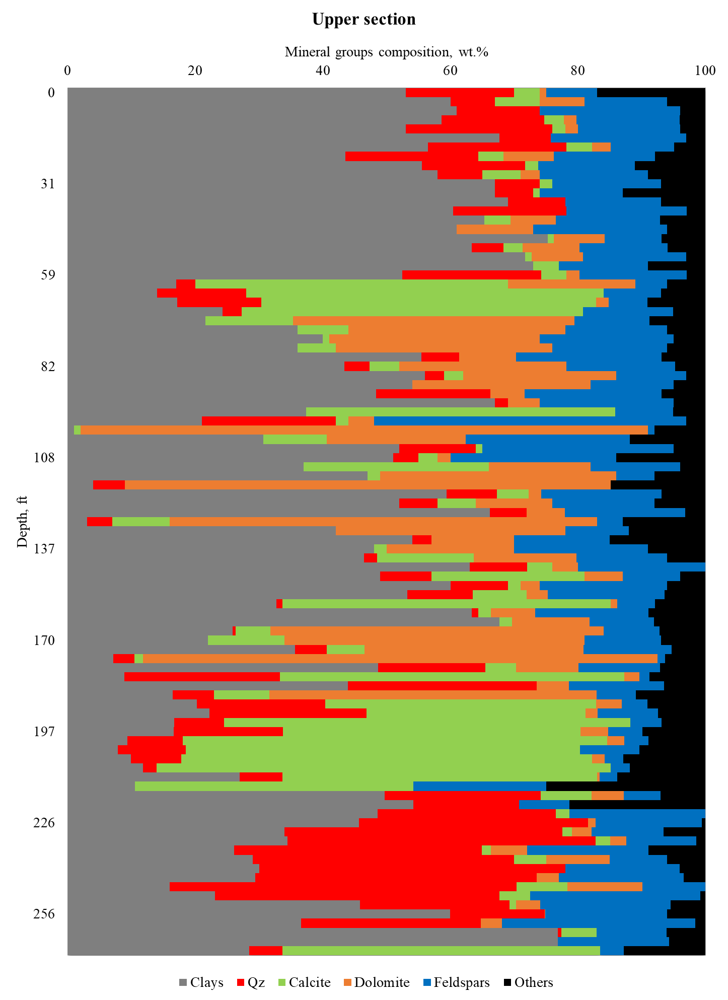 Upper section
Mineral groups composition, wt.%
0 20 40 60 80 100
0
31
59
82
108
Depth, ft
137
170
197
226
256
Clays Qz Calcite Dolomite Feldspars Others